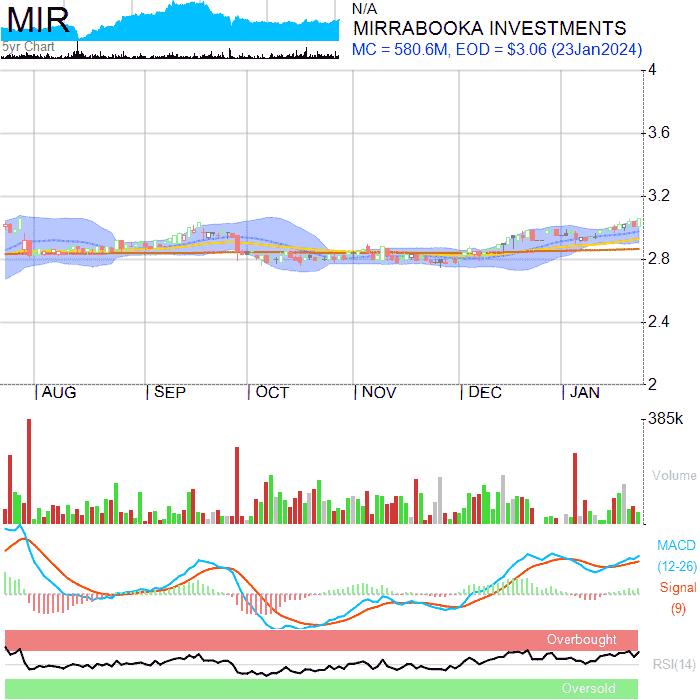 MIR
5yr Chart
N/A
MIRRABOOKA INVESTMENTS
MC = 580.6M, EOD = $3.06 (23Jan2024)
4
3.6
3.2
2.8
2.4
2
AUG SEP OCT NOV DEC JAN
385k
Volume
MACD
(12-26)
Signal
(9)
Overbought
RSI(14)
Oversold